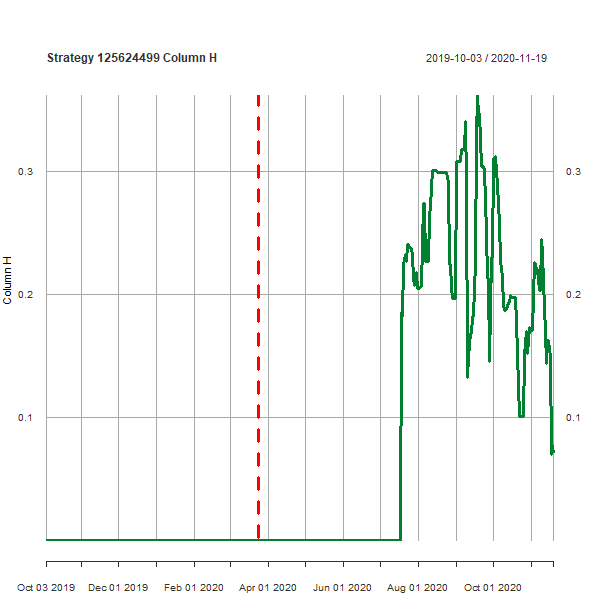 Strategy 125624499 Column H 2019-10-03 / 2020-11-19
0.3 0.3
Column H
0.2 0.2
0.1 0.1
Oct 03 2019 Dec 01 2019 Feb 01 2020 Apr 01 2020 Jun 01 2020 Aug 01 2020 Oct 01 2020